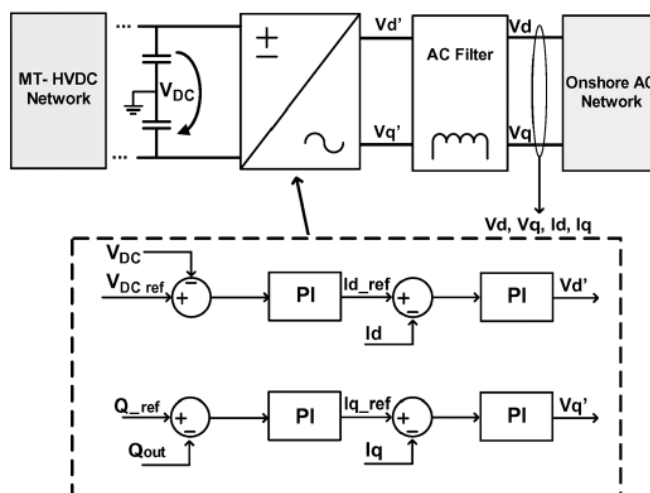 MT- HVDC
Network
...
...
VDC
+
−
Vd'
Vq'
AC Filter
Vd
Vq
Onshore AC
Network
Vd, Vq, Id, Iq
VDC
VDC ref
+
−
PI
Id_ref
+
−
Id
PI
Vd'
Q_ref
Qout
+
−
PI
Iq_ref
+
−
Iq
PI
Vq'